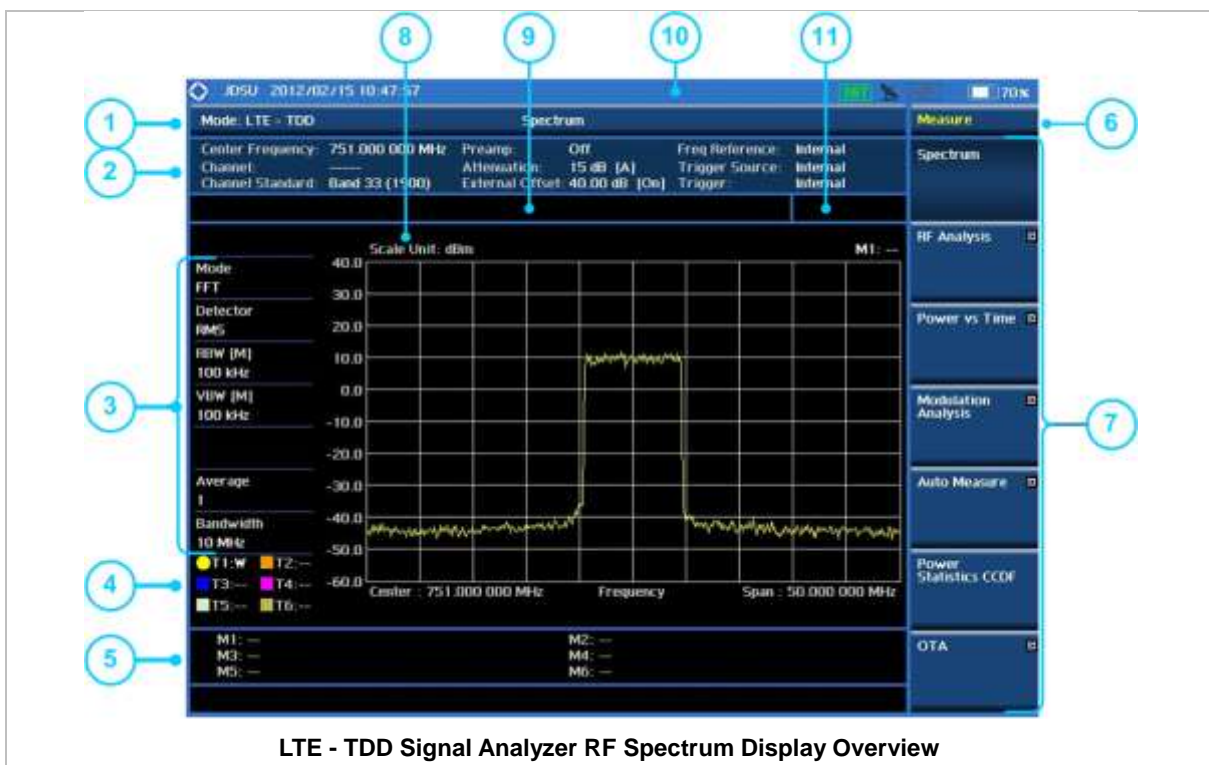 8 9 10 11
JDSU 2012/02/15 10:47:57 70%
1
Mode: LTE - TDD Spectrum Measure
6
2
Center Frequency: 751.000 000 MHz Preamp: Off Freq Reference: Internal
Channel: ------ Attenuation: 15 dB [A] Trigger Source: Internal
Channel Standard: Band 33 (1900) External Offset: 40.00 dB [On] Trigger: Internal
Spectrum
RF Analysis
Power vs Time
Modulation
Analysis
Auto Measure
Power
Statistics CCDF
OTA
7
Scale Unit: dBm M1: --
3
Mode
FFT
Detector
RMS
RBW [M]
100 kHz
VBW [M]
100 kHz
Average
1
Bandwidth
10 MHz
40.0
30.0
20.0
10.0
0.0
-10.0
-20.0
-30.0
-40.0
-50.0
-60.0
4
T1:W T2:--
T3:-- T4:--
T5:-- T6:--
Center : 751.000 000 MHz Frequency Span : 50.000 000 MHz
5
M1: -- M2: --
M3: -- M4: --
M5: -- M6: --
LTE - TDD Signal Analyzer RF Spectrum Display Overview